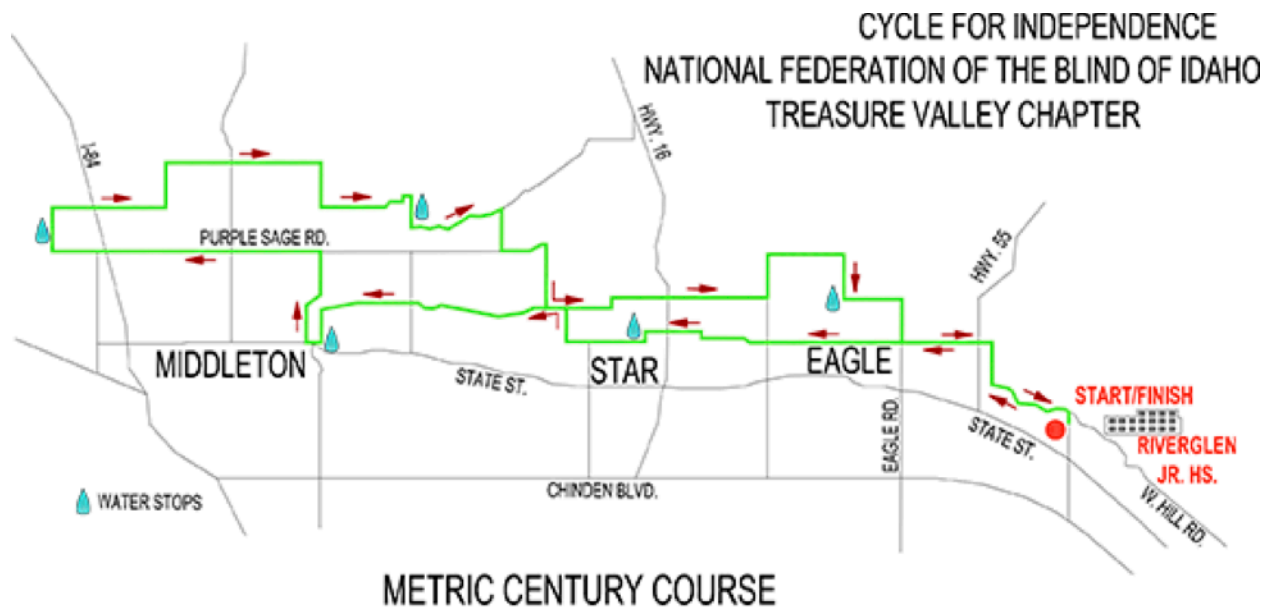 CYCLE FOR INDEPENDENCE
NATIONAL FEDERATION OF THE BLIND OF IDAHO
TREASURE VALLEY CHAPTER
I-84
HWY. 16
PURPLE SAGE RD.
HWY. 55
MIDDLETON
STATE ST.
STAR
EAGLE
EAGLE RD.
START/FINISH
RIVERGLEN
JR. HS.
STATE ST.
W. HILL RD.
CHINDEN BLVD.
WATER STOPS
METRIC CENTURY COURSE